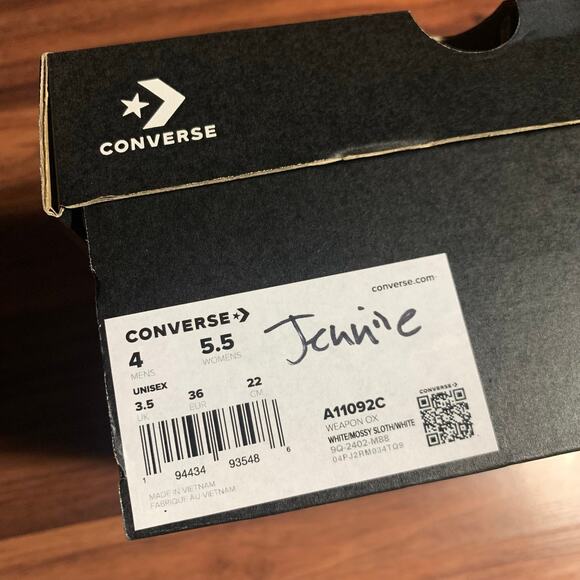 CONVERSE
converse.com
CONVERSE
Jennie
4 5.5
MENS WOMENS
UNISEX
3.5 36 22
UK EUR CM
1 94434 93548 6
MADE IN VIETNAM
FABRIQUÉ AU VIETNAM
CONVERSE
A11092C
WEAPON OX
WHITE/MOSSY SLOTH/WHITE
9Q-2402-M88
04PJ2RM034TQ9